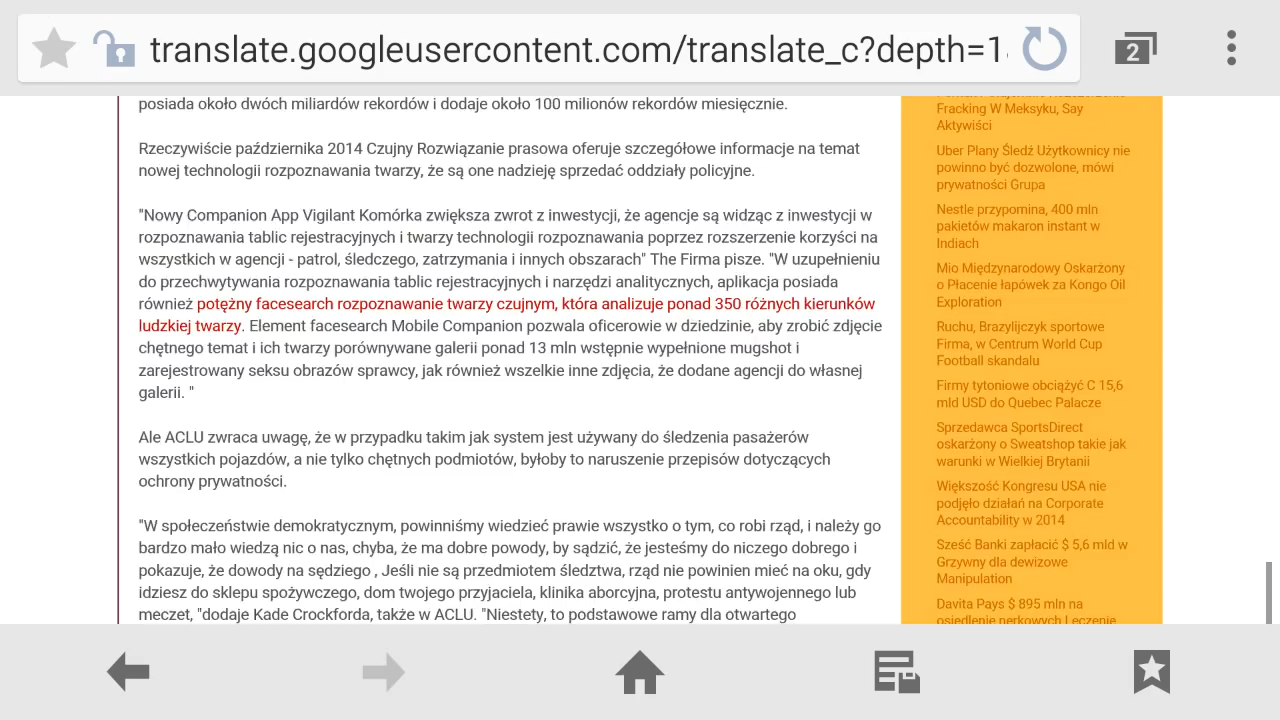 translate.googleusercontent.com/translate_c?depth=1
2
posiada około dwóch miliardów rekordów i dodaje około 100 milionów rekordów miesięcznie.
Rzeczywiście października 2014 Czujny Rozwiązanie prasowa oferuje szczegółowe informacje na temat
nowej technologii rozpoznawania twarzy, że są one nadzieję sprzedać oddziały policyjne.
"Nowy Companion App Vigilant Komórka zwiększa zwrot z inwestycji, że agencje są widząc z inwestycji w
rozpoznawania tablic rejestracyjnych i twarzy technologii rozpoznawania poprzez rozszerzenie korzyści na
wszystkich w agencji - patrol, śledczego, zatrzymania i innych obszarach" The Firma pisze. "W uzupełnieniu
do przechwytywania rozpoznawania tablic rejestracyjnych i narzędzi analitycznych, aplikacja posiada
również potężny facesearch rozpoznawanie twarzy czujnym, która analizuje ponad 350 różnych kierunków
ludzkiej twarzy. Element facesearch Mobile Companion pozwala oficerowie w dziedzinie, aby zrobić zdjęcie
chętnego temat i ich twarzy porównywane galerii ponad 13 mln wstępnie wypełnione mugshot i
zarejestrowany seksu obrazów sprawcy, jak również wszelkie inne zdjęcia, że dodane agencji do własnej
galerii. "
Ale ACLU zwraca uwagę, że w przypadku takim jak system jest używany do śledzenia pasażerów
wszystkich pojazdów, a nie tylko chętnych podmiotów, byłoby to naruszenie przepisów dotyczących
ochrony prywatności.
"W społeczeństwie demokratycznym, powinniśmy wiedzieć prawie wszystko o tym, co robi rząd, i należy go
bardzo mało wiedzą nic o nas, chyba, że ma dobre powody, by sądzić, że jesteśmy do niczego dobrego i
pokazuje, że dowody na sędziego , Jeśli nie są przedmiotem śledztwa, rząd nie powinien mieć na oku, gdy
idziesz do sklepu spożywczego, dom twojego przyjaciela, klinika aborcyjna, protestu antywojennego lub
meczet, "dodaje Kade Crockforda, także w ACLU. "Niestety, to podstawowe ramy dla otwartego
Fracking W Meksyku, Say
Aktywiści
Uber Plany Śledź Użytkownicy nie
powinno być dozwolone, mówi
prywatności Grupa
Nestle przypomina, 400 mln
pakietów makaron instant w
Indiach
Mio Międzynarodowy Oskarżony
o Płacenie łapówek za Kongo Oil
Exploration
Ruchu, Brazylijczyk sportowe
Firma, w Centrum World Cup
Football skandalu
Firmy tytoniowe obciążyć C 15,6
mld USD do Quebec Palacze
Sprzedawca SportsDirect
oskarżony o Sweatshop takie jak
warunki w Wielkiej Brytanii
Większość Kongresu USA nie
podjęło działań na Corporate
Accountability w 2014
Sześć Banki zapłacić $ 5,6 mld w
Grzywny dla dewizowe
Manipulation
Davita Pays $ 895 mln na
osiedlenie nerkowych Leczenie